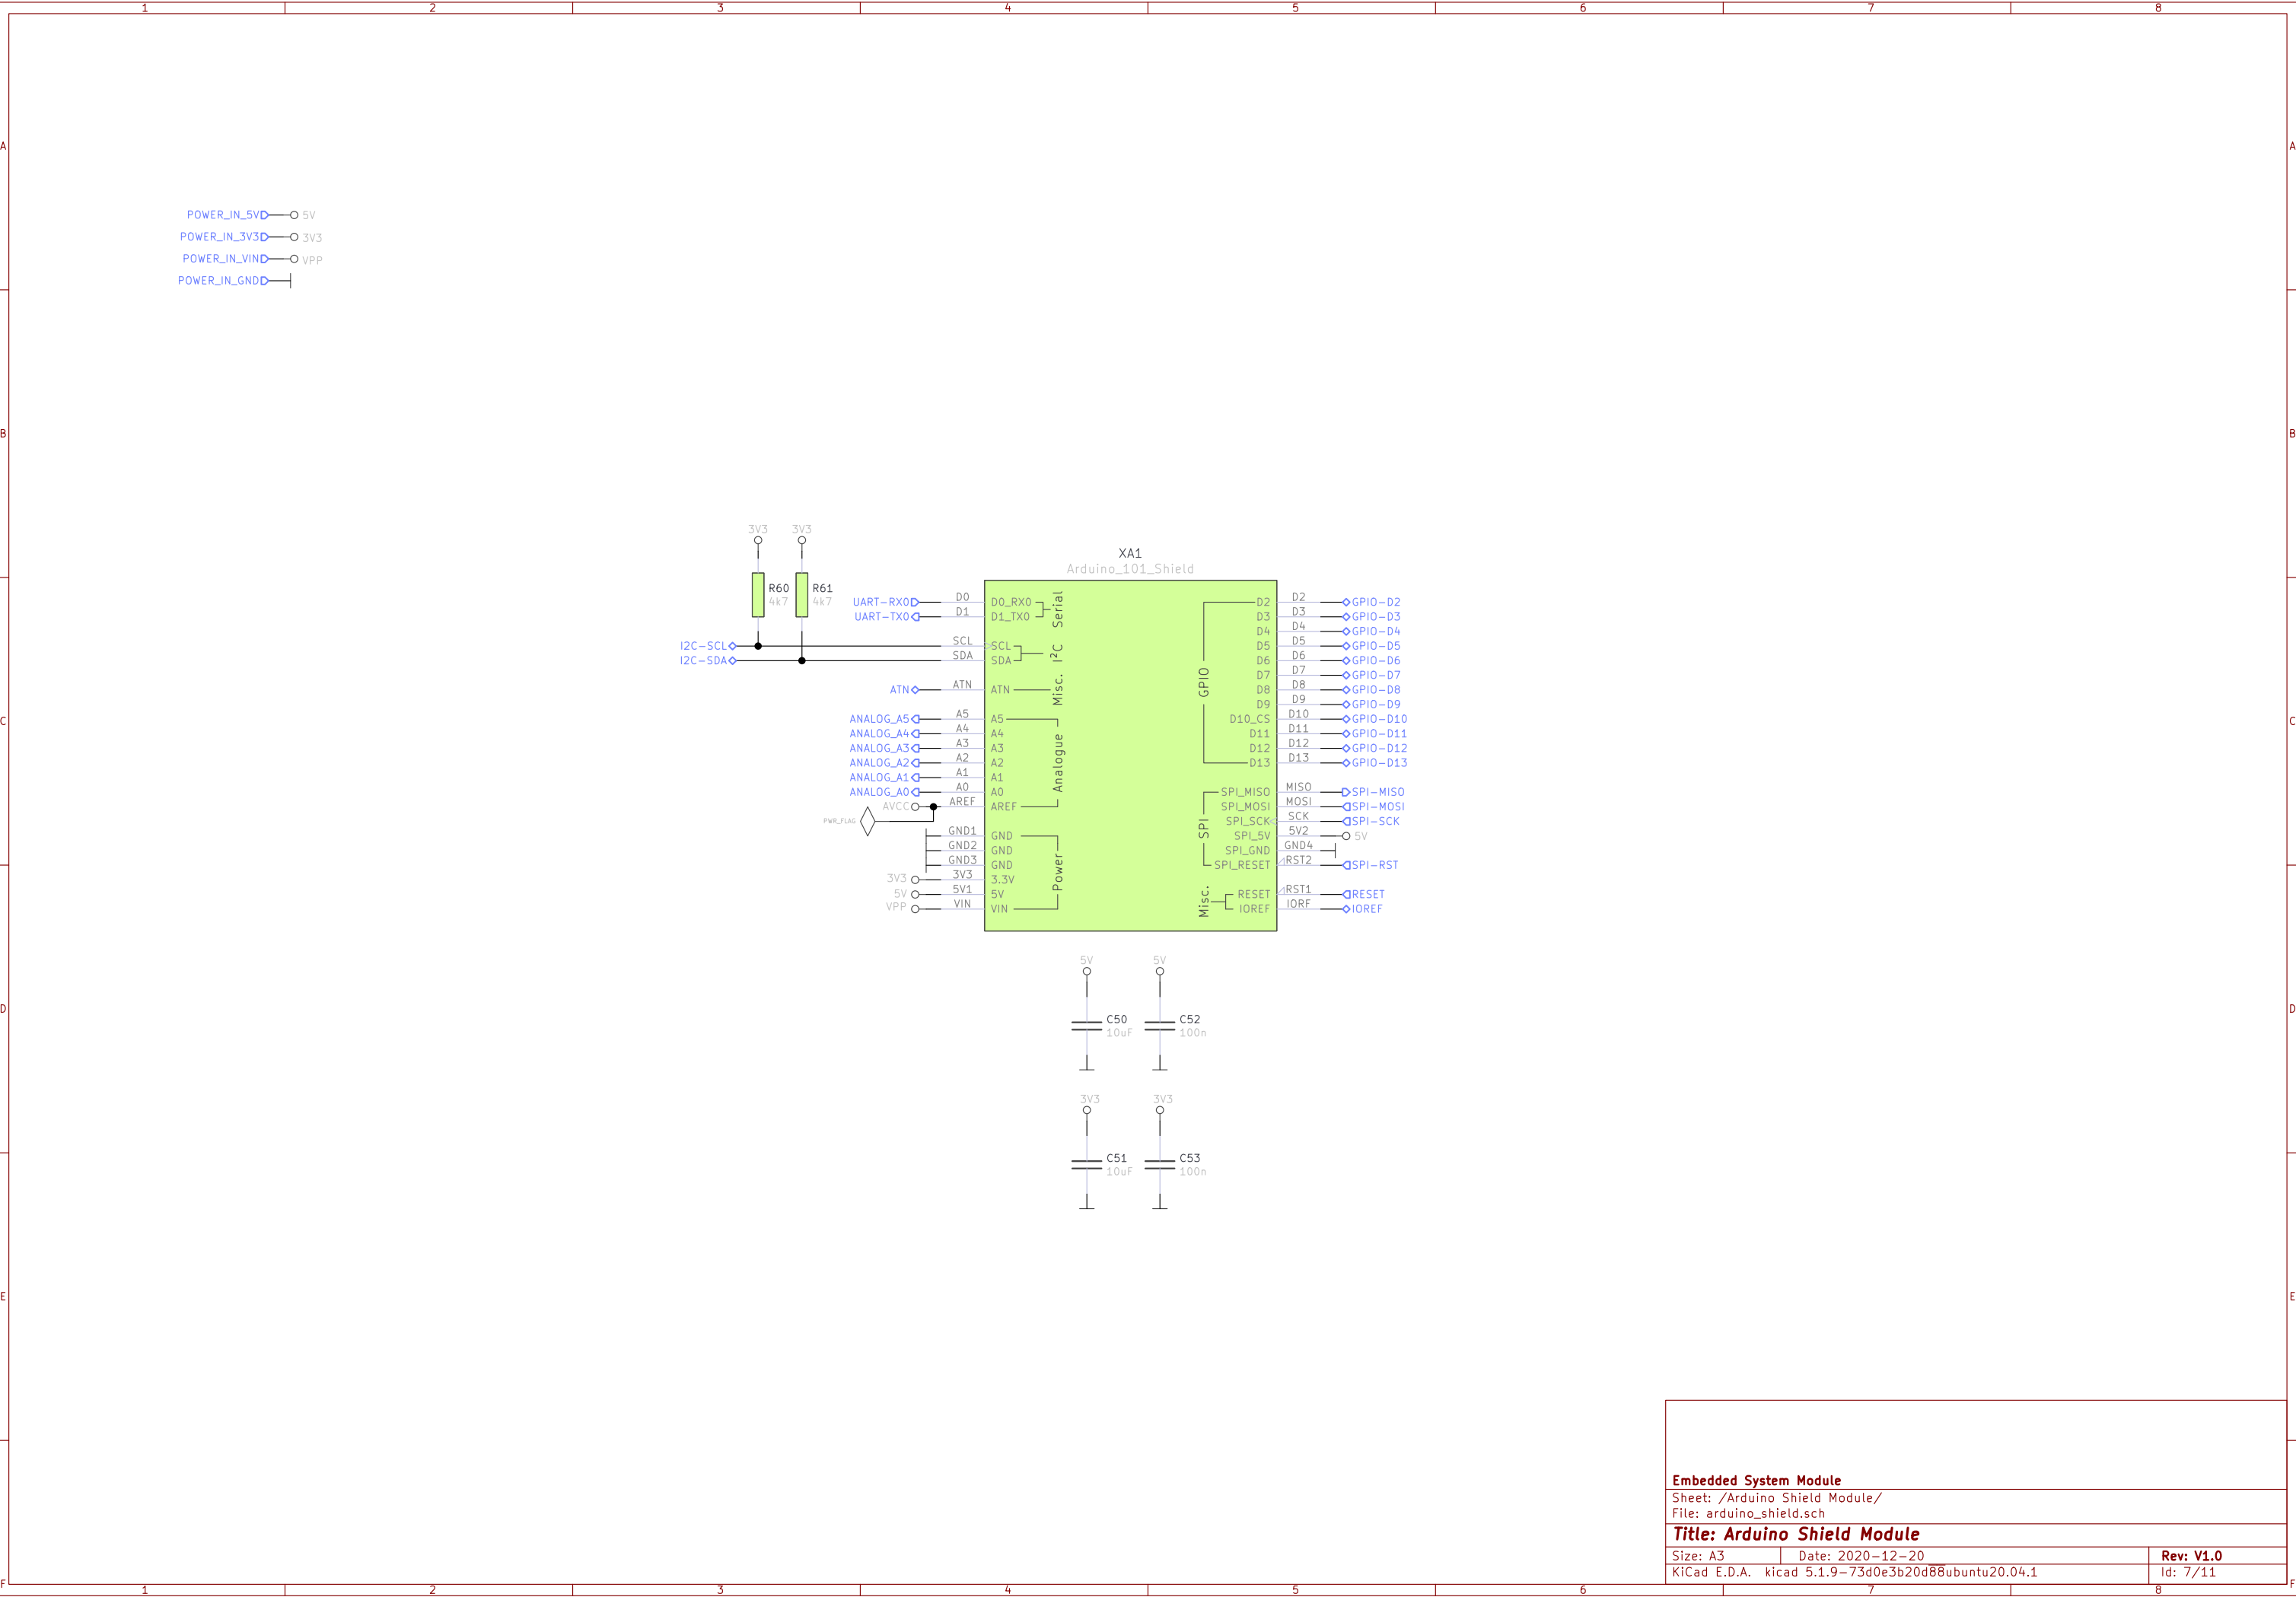 1 2 3 4 5 6 7 8
A A
POWER_IN_5V 5V
POWER_IN_3V3 3V3
POWER_IN_VIN VPP
POWER_IN_GND
B B
3V3 3V3
XA1
Arduino_101_Shield
R60 R61
4k7 4k7
UART-RX0 D0 D0_RX0 Serial D2 D2 GPIO-D2
UART-TX0 D1 D1_TX0 D3 D3 GPIO-D3
D4 D4 GPIO-D4
I2C-SCL SCL SCL I²C D5 D5 GPIO-D5
I2C-SDA SDA SDA D6 D6 GPIO-D6
GPIO D7 D7 GPIO-D7
ATN ATN ATN Misc. D8 D8 GPIO-D8
D9 D9 GPIO-D9
C ANALOG_A5 A5 A5 D10_CS D10 GPIO-D10 C
ANALOG_A4 A4 A4 D11 D11 GPIO-D11
ANALOG_A3 A3 A3 Analogue D12 D12 GPIO-D12
ANALOG_A2 A2 A2 D13 D13 GPIO-D13
ANALOG_A1 A1 A1
ANALOG_A0 A0 A0 SPI_MISO MISO SPI-MISO
AVCC AREF AREF SPI_MOSI MOSI SPI-MOSI
PWR_FLAG SPI SPI_SCK SCK SPI-SCK
GND1 GND SPI_5V 5V2 5V
GND2 GND SPI_GND GND4
GND3 GND Power SPI_RESET RST2 SPI-RST
3V3 3V3 3.3V
5V 5V1 5V Misc. RESET RST1 RESET
VPP VIN VIN IOREF IORF IOREF
5V 5V
D D
C50 C52
10uF 100n
3V3 3V3
C51 C53
10uF 100n
E E
Embedded System Module
Sheet: /Arduino Shield Module/
File: arduino_shield.sch
Title: Arduino Shield Module
Size: A3 Date: 2020-12-20 Rev: V1.0
KiCad E.D.A. kicad 5.1.9-73d0e3b20d88ubuntu20.04.1 Id: 7/11
F F
1 2 3 4 5 6 7 8